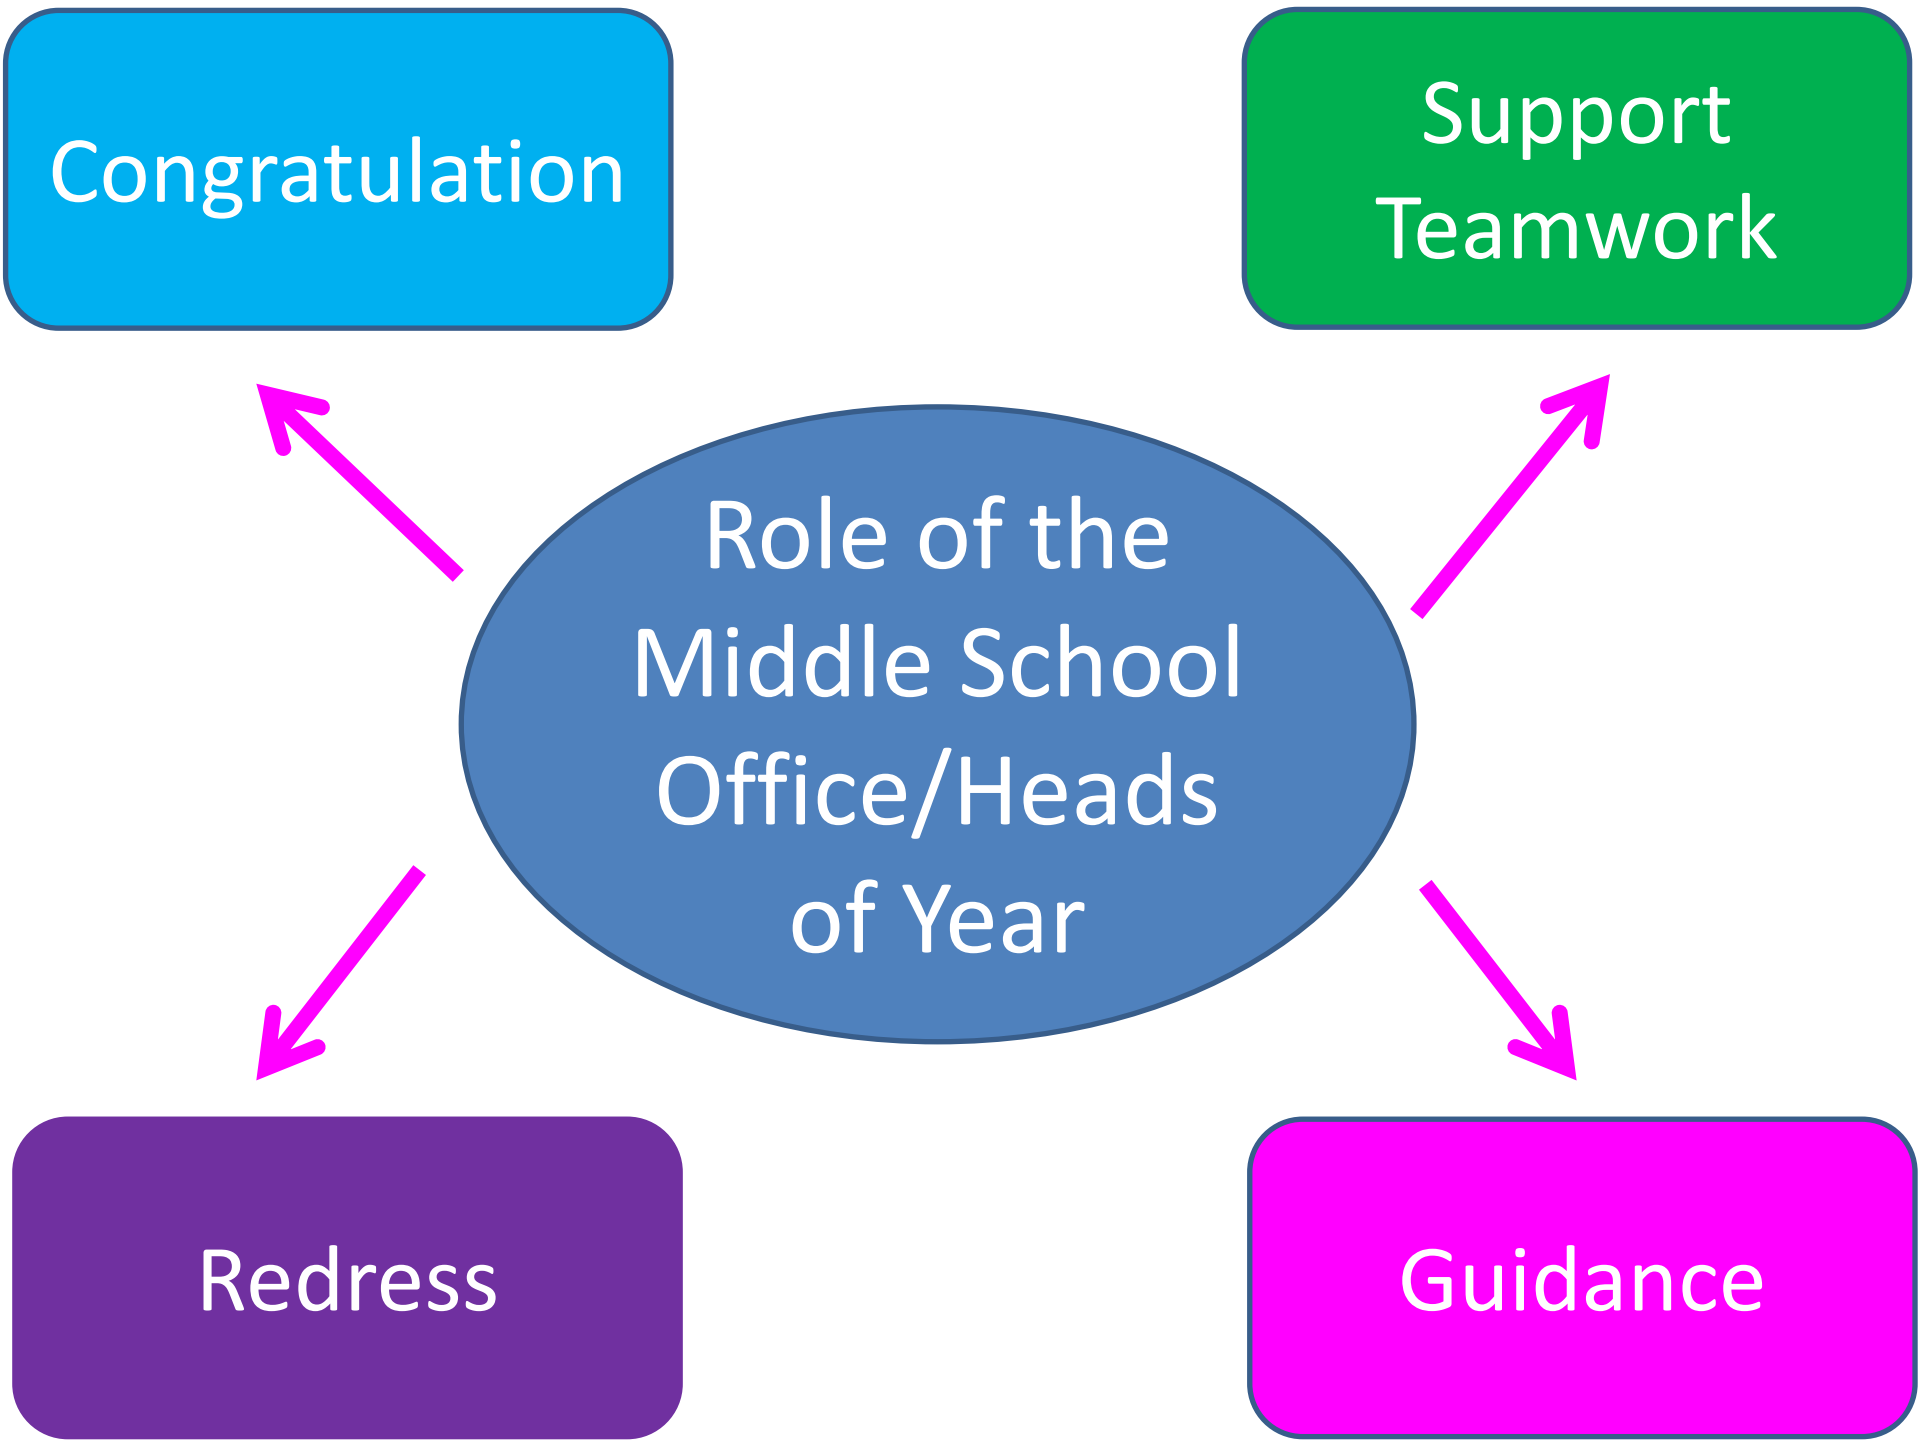 Congratulation
Support
Teamwork
Role of the
Middle School
Office/Heads
of Year
Redress
Guidance